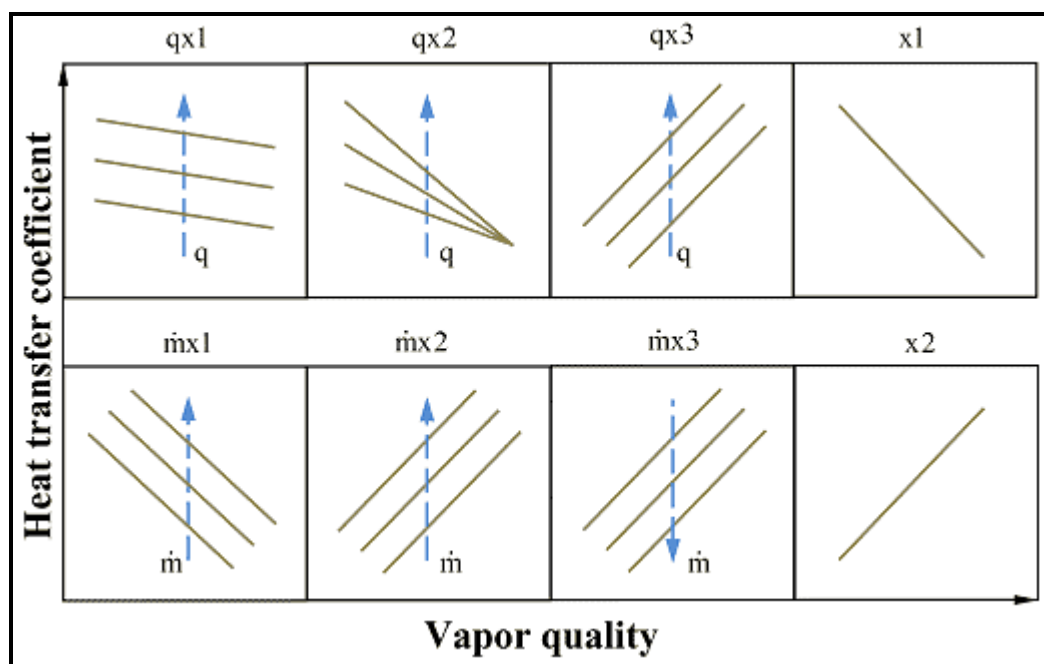 qx1 qx2 qx3 x1
q q q
ṁx1 ṁx2 ṁx3 x2
ṁ ṁ ṁ
Heat transfer coefficient
Vapor quality